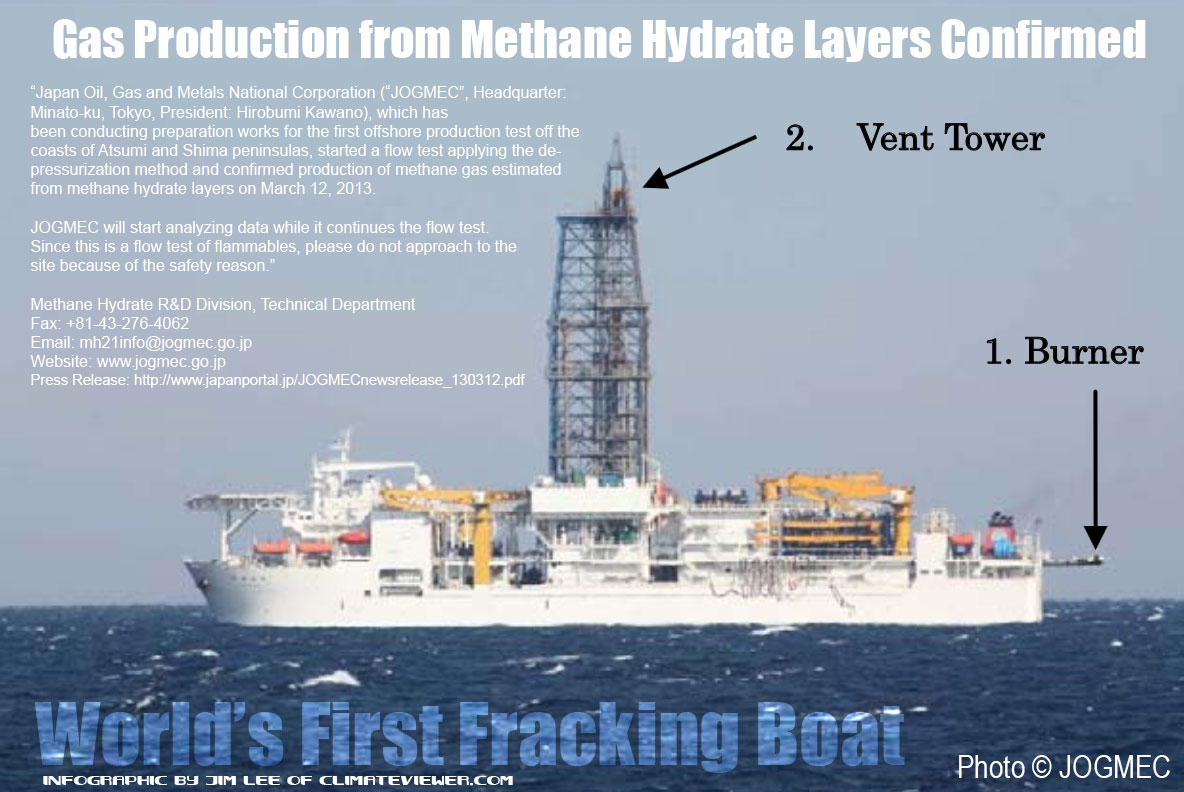 Gas Production from Methane Hydrate Layers Confirmed
“Japan Oil, Gas and Metals National Corporation (“JOGMEC”, Headquarter:
Minato-ku, Tokyo, President: Hirobumi Kawano), which has
been conducting preparation works for the first offshore production test off the
coasts of Atsumi and Shima peninsulas, started a flow test applying the de-
pressurization method and confirmed production of methane gas estimated
from methane hydrate layers on March 12, 2013.
JOGMEC will start analyzing data while it continues the flow test.
Since this is a flow test of flammables, please do not approach to the
site because of the safety reason.”
Methane Hydrate R&D Division, Technical Department
Fax: +81-43-276-4062
Email: mh21info@jogmec.go.jp
Website: www.jogmec.go.jp
Press Release: http://www.japanportal.jp/JOGMECnewsrelease_130312.pdf
2. Vent Tower
1. Burner
World's First Fracking Boat
INFOGRAPHIC BY JIM LEE OF CLIMATEVIEWER.COM
Photo © JOGMEC